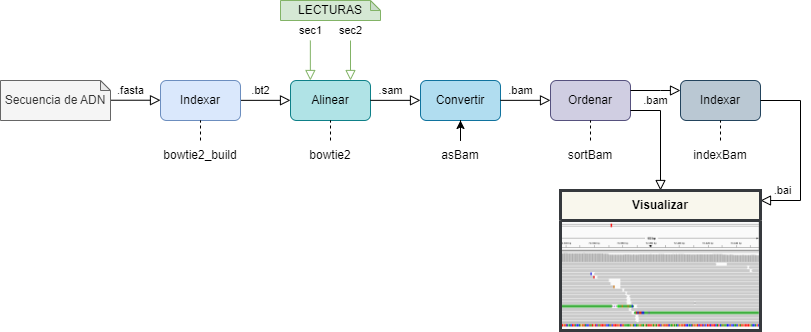 LECTURAS
sec1
sec2
Secuencia de ADN
.fasta
Indexar
.bt2
Alinear
.sam
Convertir
.bam
Ordenar
.bam
Indexar
bowtie2_build
bowtie2
asBam
sortBam
indexBam
.bai
Visualizar